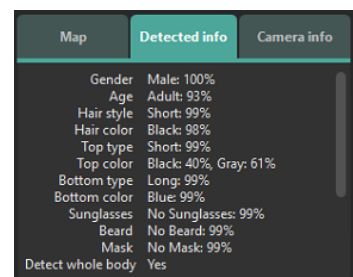 Map Detected info Camera info
Gender Male: 100%
Age Adult: 93%
Hair style Short: 99%
Hair color Black: 98%
Top type Short: 99%
Top color Black: 40%, Gray: 61%
Bottom type Long: 99%
Bottom color Blue: 99%
Sunglasses No Sunglasses: 99%
Beard No Beard: 99%
Mask No Mask: 99%
Detect whole body Yes